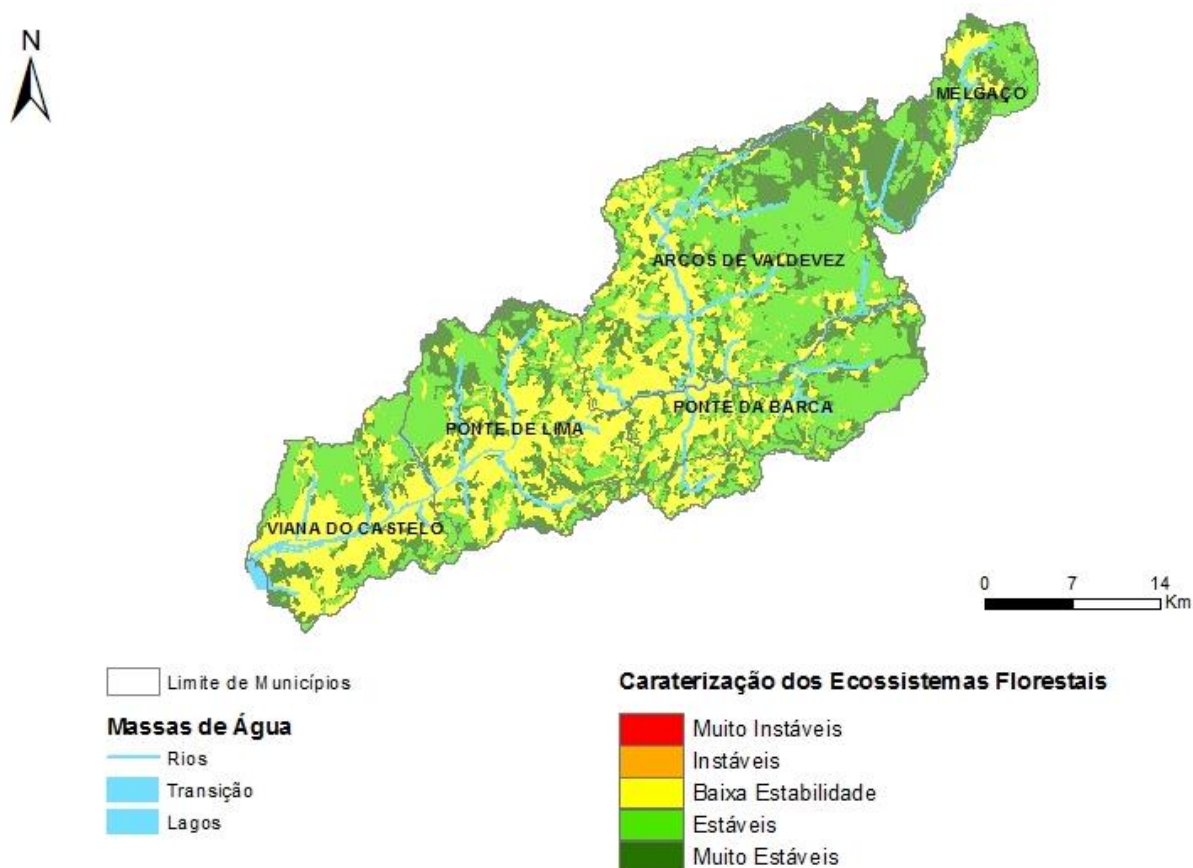 N
MELGAÇO
ARCOS DE VALDEVEZ
PONTE DA BARCA
PONTE DE LIMA
VIANA DO CASTELO
0 7 14
Km
Limite de Municípios
Massas de Água
Rios
Transição
Lagos
Caraterização dos Ecossistemas Florestais
Muito Instáveis
Instáveis
Baixa Estabilidade
Estáveis
Muito Estáveis